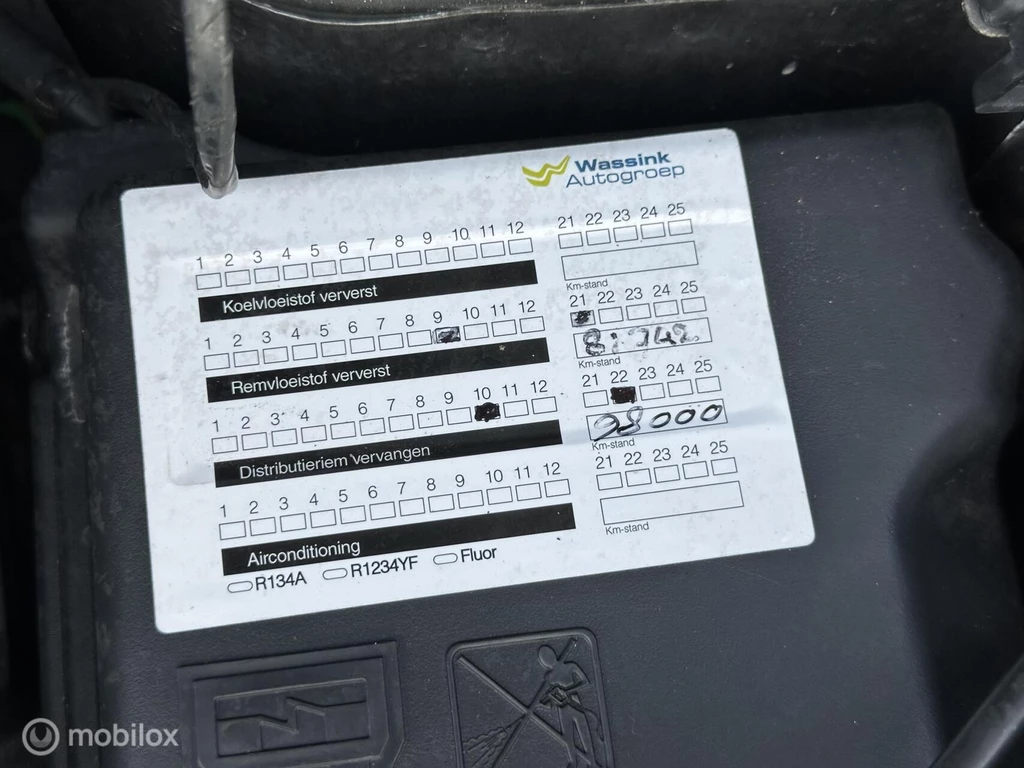 Wassink
Autogroep
1 2 3 4 5 6 7 8 9 10 11 12 21 22 23 24 25
Koelvloeistof ververst
Km-stand
1 2 3 4 5 6 7 8 9 10 11 12 21 22 23 24 25
Remvloeistof ververst
Km-stand
1 2 3 4 5 6 7 8 9 10 11 12 21 22 23 24 25
98000
Distributieriem vervangen
Km-stand
1 2 3 4 5 6 7 8 9 10 11 12 21 22 23 24 25
Airconditioning
Km-stand
R134A R1234YF Fluor
mobilox